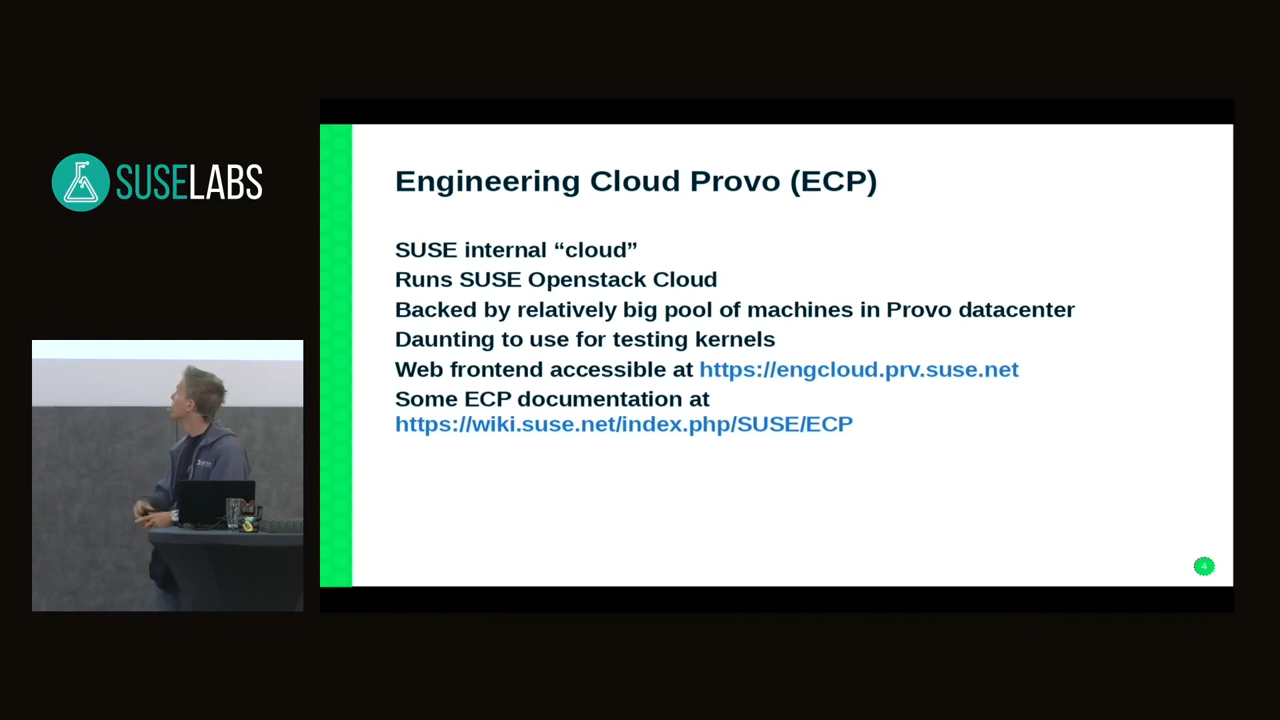 SUSELABS
Engineering Cloud Provo (ECP)
SUSE internal “cloud”
Runs SUSE Openstack Cloud
Backed by relatively big pool of machines in Provo datacenter
Daunting to use for testing kernels
Web frontend accessible at https://engcloud.prv.suse.net
Some ECP documentation at
https://wiki.suse.net/index.php/SUSE/ECP
4